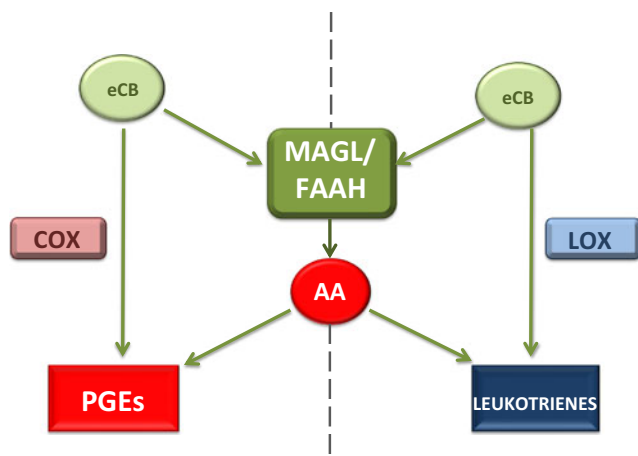 eCB
eCB
MAGL/
FAAH
COX
LOX
AA
PGEs
LEUKOTRIENES